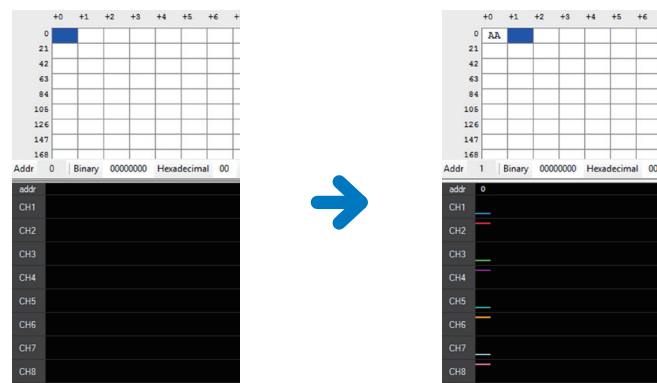 +0 +1 +2 +3 +4 +5 +6
0
21
42
63
84
105
126
147
168
Addr 0 Binary 00000000 Hexadecimal 00
addr
CH1
CH2
CH3
CH4
CH5
CH6
CH7
CH8
+0 +1 +2 +3 +4 +5 +6
0 AA
21
42
63
84
105
126
147
168
Addr 1 Binary 00000000 Hexadecimal 00
addr 0
CH1
CH2
CH3
CH4
CH5
CH6
CH7
CH8